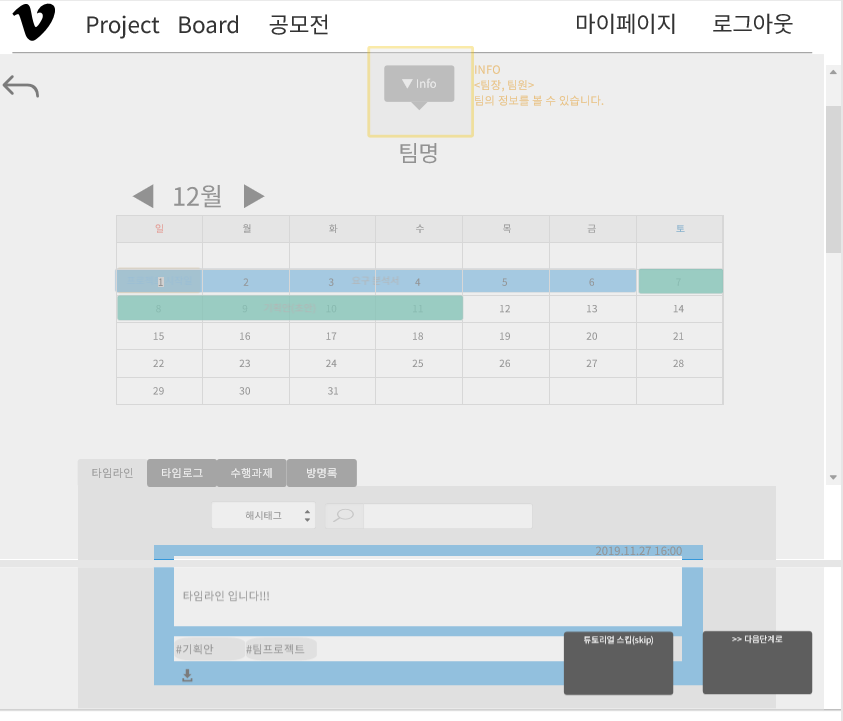 Project Board 공모전 마이페이지 로그아웃
▼ Info
INFO
<팀장, 팀원>
팀의 정보를 볼 수 있습니다.
팀명
◀ 12월 ▶
일 월 화 수 목 금 토
1 2 3 4 5 6 7
8 9 10 11 12 13 14
15 16 17 18 19 20 21
22 23 24 25 26 27 28
29 30 31
타임라인 타임로그 수행과제 방명록
해시태그
2019.11.27 16:00
타임라인 입니다!!!
#기획안 #팀프로젝트
튜토리얼 스킵(skip) >> 다음단계로